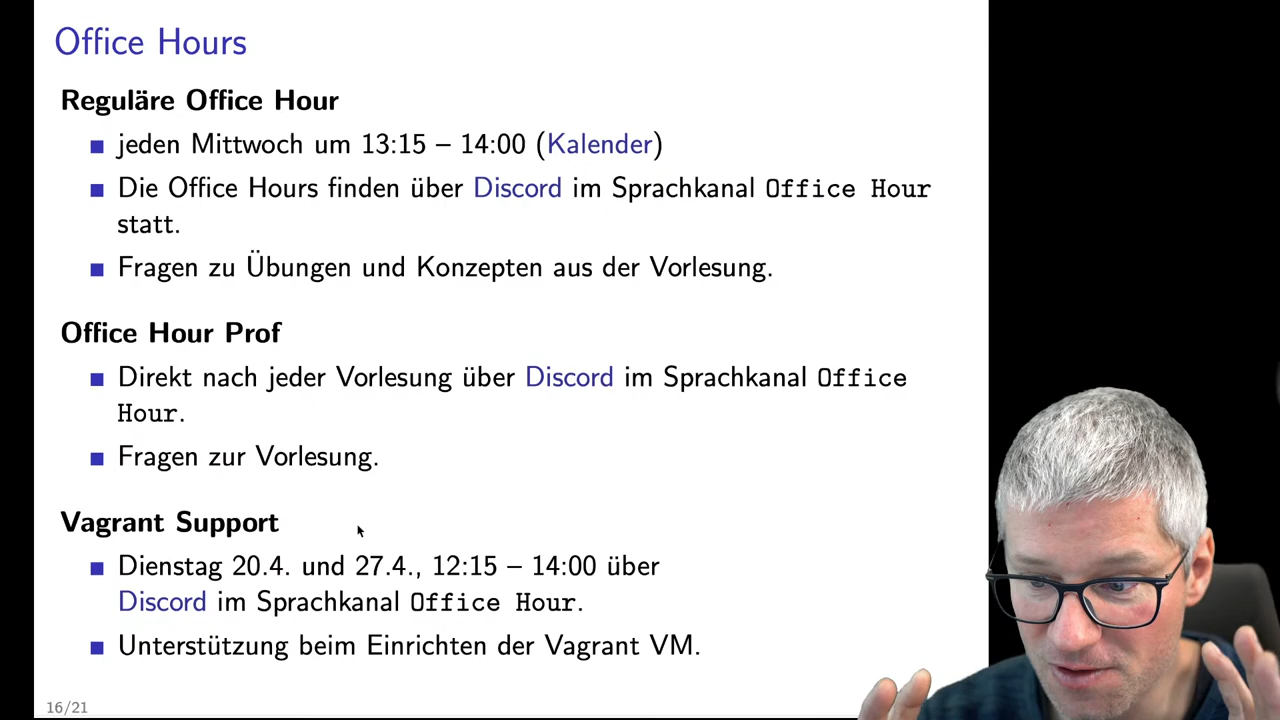 Office Hours
Reguläre Office Hour
jeden Mittwoch um 13:15 – 14:00 (Kalender)
Die Office Hours finden über Discord im Sprachkanal Office Hour
statt.
Fragen zu Übungen und Konzepten aus der Vorlesung.
Office Hour Prof
Direkt nach jeder Vorlesung über Discord im Sprachkanal Office
Hour.
Fragen zur Vorlesung.
Vagrant Support
Dienstag 20.4. und 27.4., 12:15 – 14:00 über
Discord im Sprachkanal Office Hour.
Unterstützung beim Einrichten der Vagrant VM.
16/21